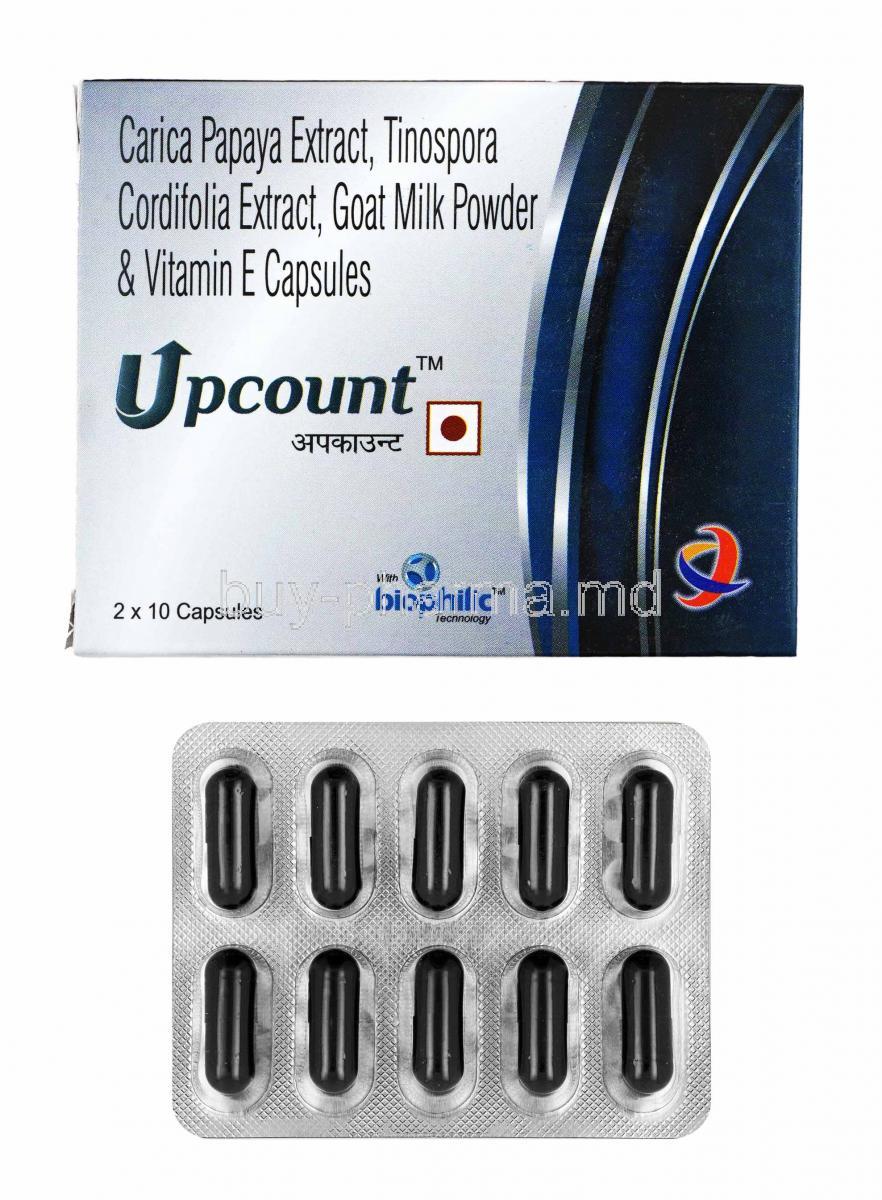 Carica Papaya Extract, Tinospora
Cordifolia Extract, Goat Milk Powder
& Vitamin E Capsules
Upcount™
अपकाउन्ट
With
biophilic™
Technology
2 x 10 Capsules
buy-pharma.md